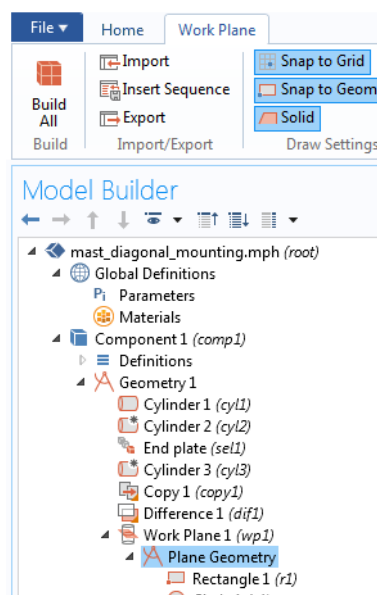 File ▾ Home Work Plane
Import
Insert Sequence
Export
Build All
Snap to Grid
Snap to Geom
Solid
Build Import/Export Draw Settings
Model Builder
mast_diagonal_mounting.mph (root)
Global Definitions
Pi Parameters
Materials
Component 1 (comp1)
Definitions
Geometry 1
Cylinder 1 (cyl1)
Cylinder 2 (cyl2)
End plate (sel1)
Cylinder 3 (cyl3)
Copy 1 (copy1)
Difference 1 (dif1)
Work Plane 1 (wp1)
Plane Geometry
Rectangle 1 (r1)